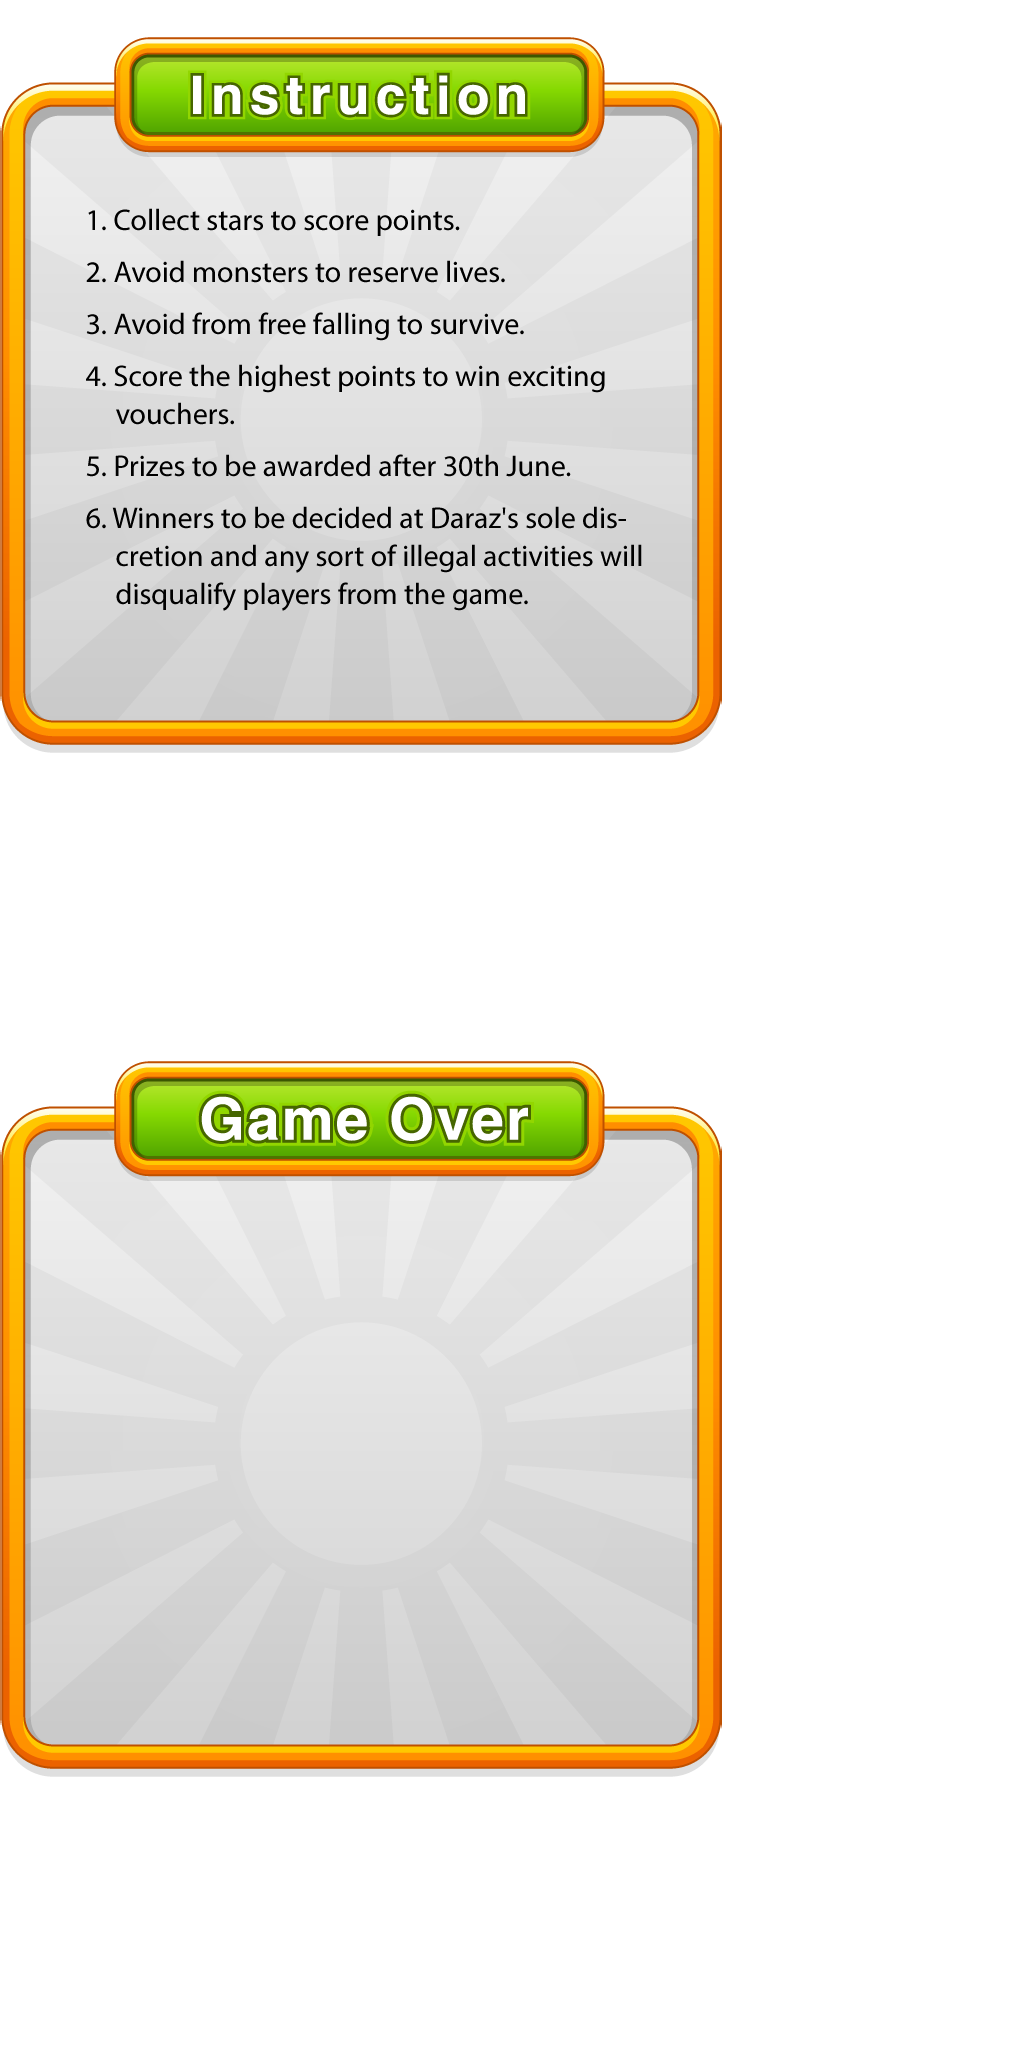 Instruction
1. Collect stars to score points.
2. Avoid monsters to reserve lives.
3. Avoid from free falling to survive.
4. Score the highest points to win exciting
vouchers.
5. Prizes to be awarded after 30th June.
6. Winners to be decided at Daraz's sole dis-
cretion and any sort of illegal activities will
disqualify players from the game.
Game Over